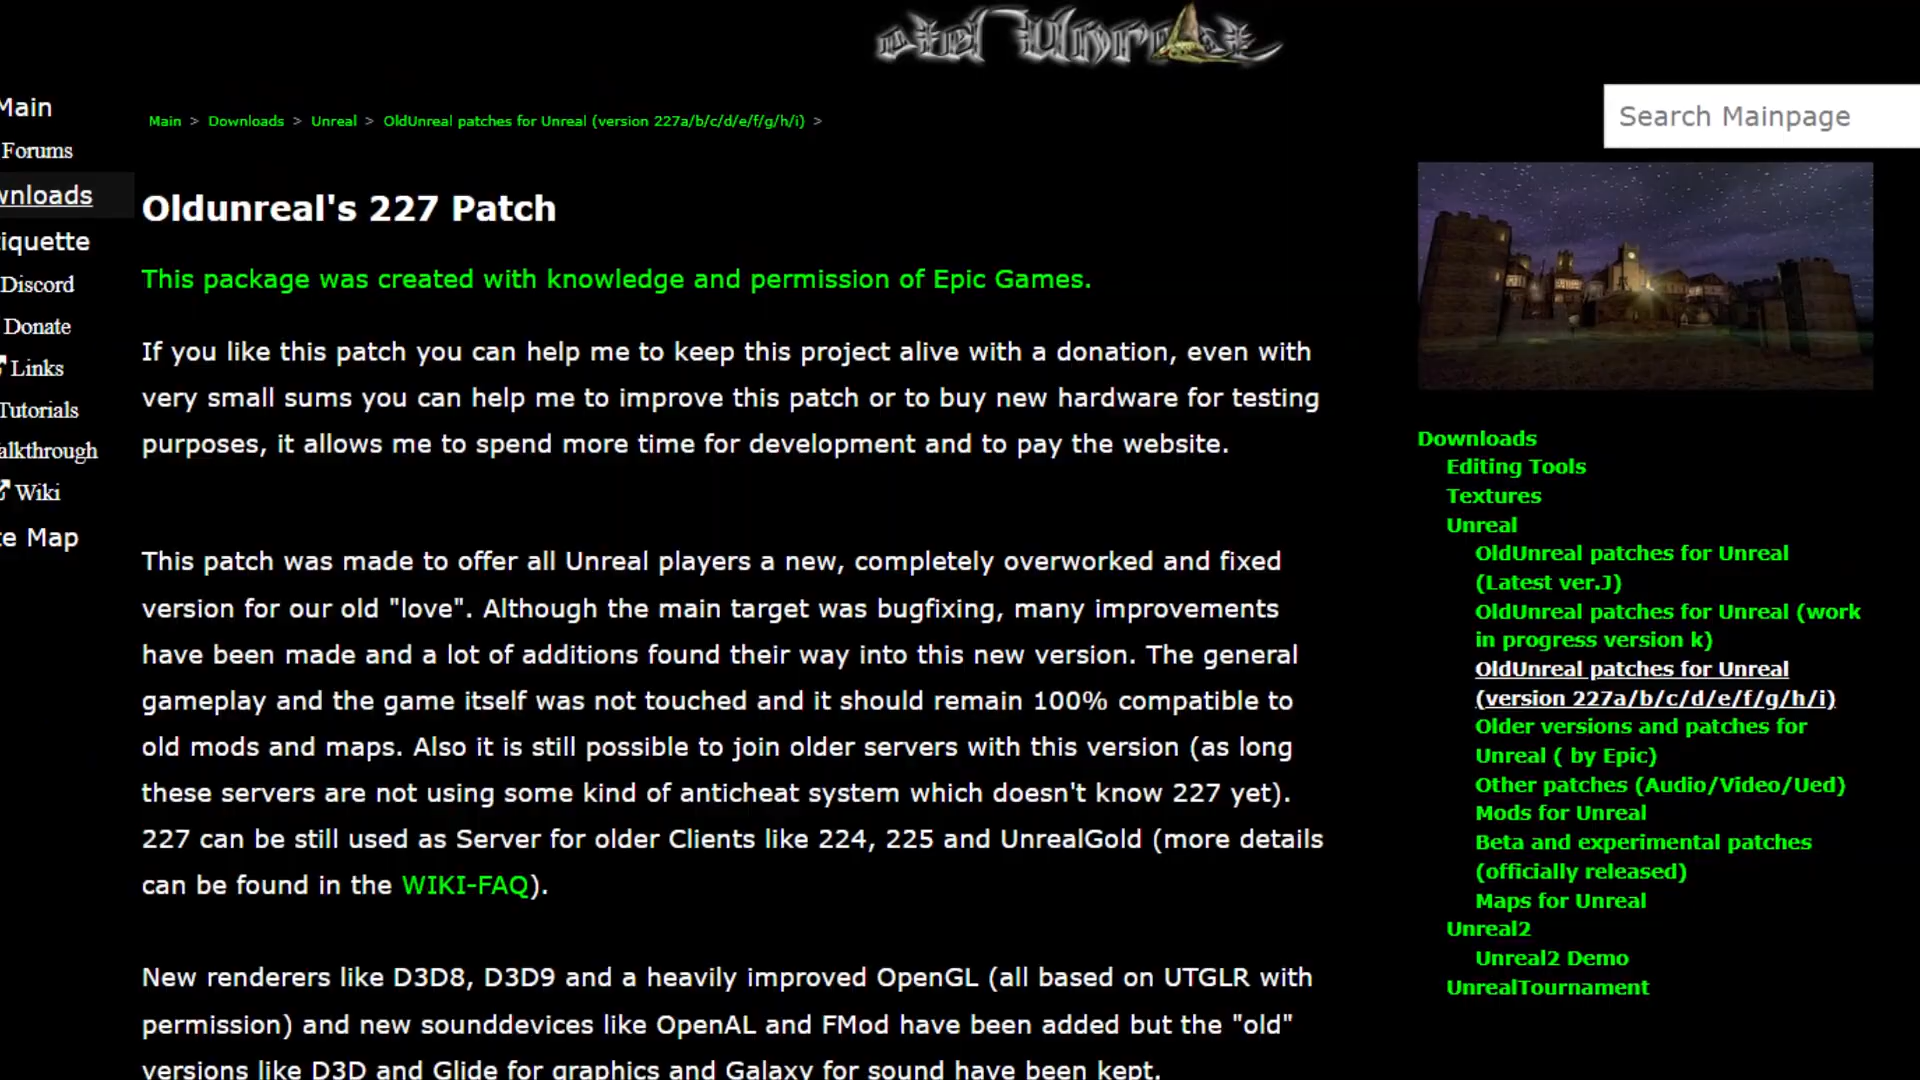 old Unreal
Main
Forums
wnloads
iquette
Discord
Donate
Links
Tutorials
alkthrough
Wiki
te Map
Main > Downloads > Unreal > OldUnreal patches for Unreal (version 227a/b/c/d/e/f/g/h/i) >
Search Mainpage
Oldunreal's 227 Patch
This package was created with knowledge and permission of Epic Games.
If you like this patch you can help me to keep this project alive with a donation, even with
very small sums you can help me to improve this patch or to buy new hardware for testing
purposes, it allows me to spend more time for development and to pay the website.
This patch was made to offer all Unreal players a new, completely overworked and fixed
version for our old "love". Although the main target was bugfixing, many improvements
have been made and a lot of additions found their way into this new version. The general
gameplay and the game itself was not touched and it should remain 100% compatible to
old mods and maps. Also it is still possible to join older servers with this version (as long
these servers are not using some kind of anticheat system which doesn't know 227 yet).
227 can be still used as Server for older Clients like 224, 225 and UnrealGold (more details
can be found in the WIKI-FAQ).
New renderers like D3D8, D3D9 and a heavily improved OpenGL (all based on UTGLR with
permission) and new sounddevices like OpenAL and FMod have been added but the "old"
versions like D3D and Glide for graphics and Galaxy for sound have been kept.
Downloads
Editing Tools
Textures
Unreal
OldUnreal patches for Unreal
(Latest ver.J)
OldUnreal patches for Unreal (work
in progress version k)
OldUnreal patches for Unreal
(version 227a/b/c/d/e/f/g/h/i)
Older versions and patches for
Unreal ( by Epic)
Other patches (Audio/Video/Ued)
Mods for Unreal
Beta and experimental patches
(officially released)
Maps for Unreal
Unreal2
Unreal2 Demo
UnrealTournament